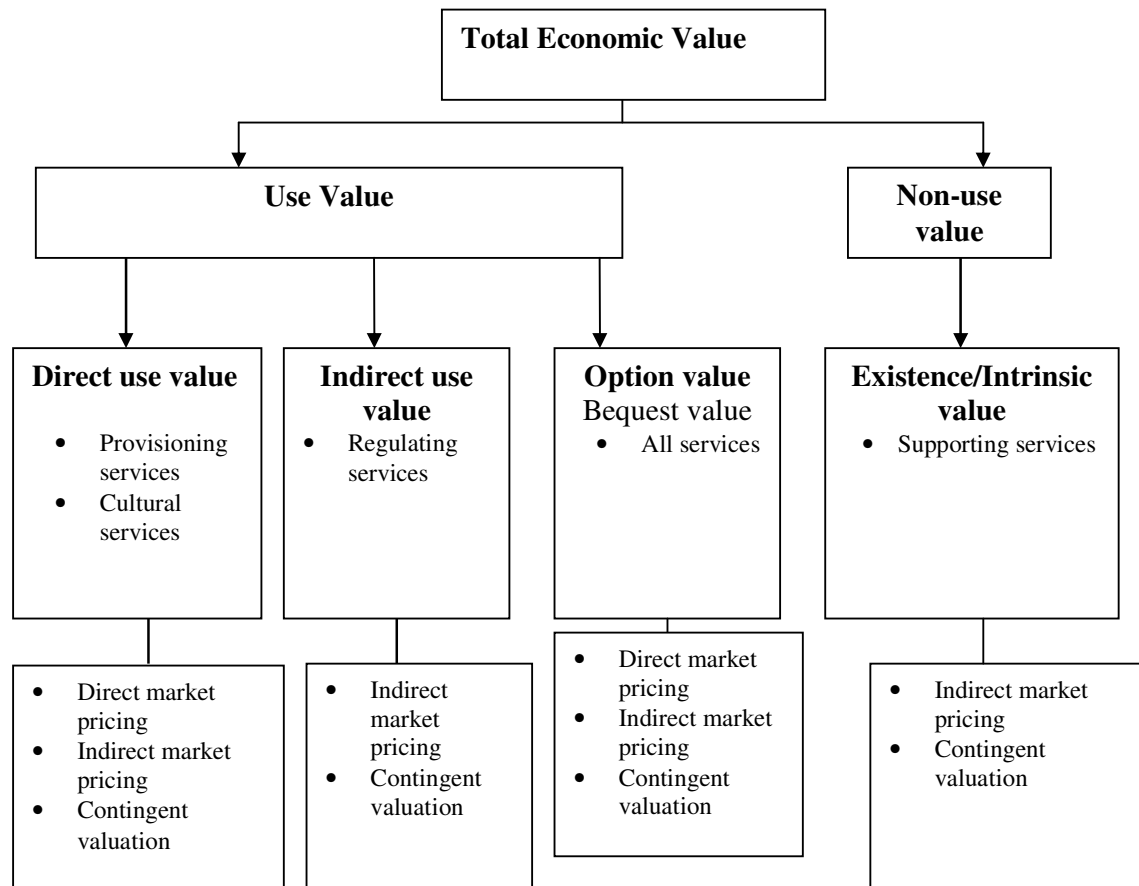 Total Economic Value
Use Value
Non-use
value
Direct use value
• Provisioning
services
• Cultural
services
Indirect use
value
• Regulating
services
Option value
Bequest value
• All services
Existence/Intrinsic
value
• Supporting services
• Direct market
pricing
• Indirect market
pricing
• Contingent
valuation
• Indirect
market
pricing
• Contingent
valuation
• Direct market
pricing
• Indirect market
pricing
• Contingent
valuation
• Indirect market
pricing
• Contingent
valuation